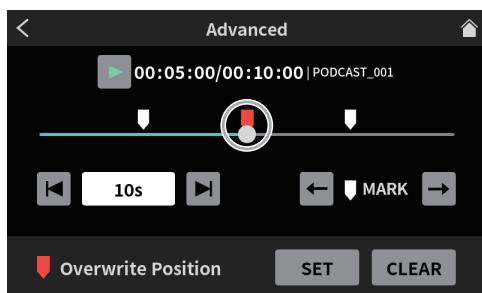 Advanced
00:05:00/00:10:00 | PODCAST_001
10s MARK
Overwrite Position SET CLEAR